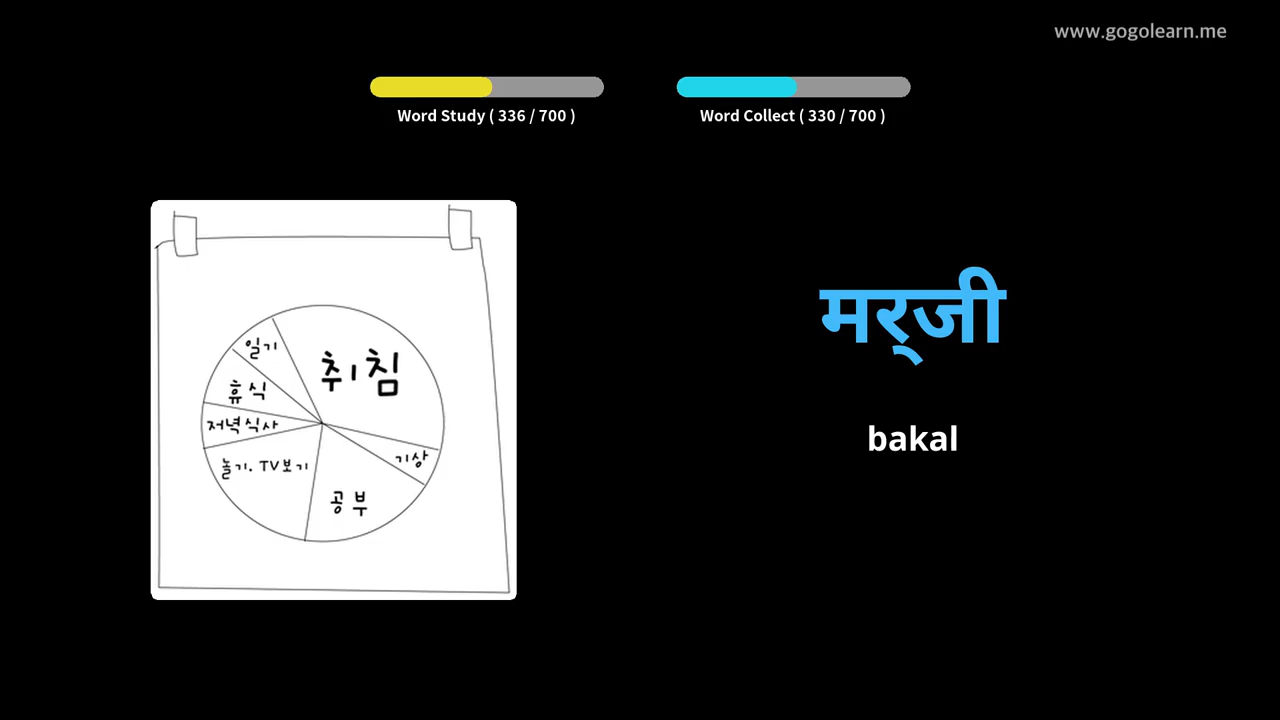 www.gogolearn.me
Word Study ( 336 / 700 )
Word Collect ( 330 / 700 )
일기
취침
휴식
저녁식사
기상
놀기. TV보기
공부
मर्‌जी
bakal